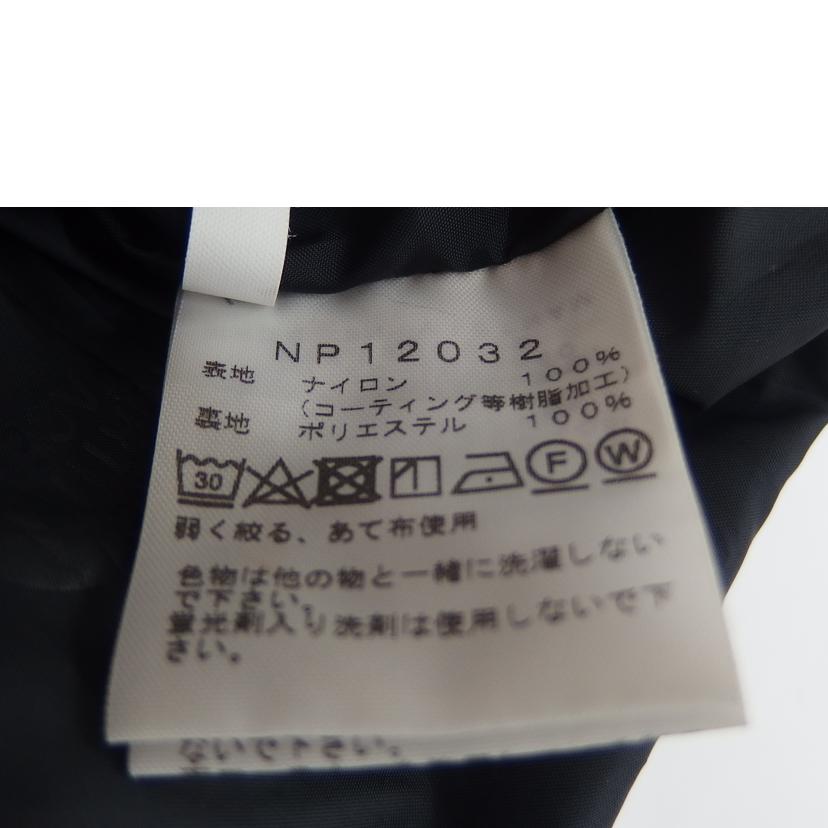 NP12032
表地 ナイロン 100%
(コーティング等樹脂加工)
裏地 ポリエステル 100%
30 F W
弱く絞る、あて布使用
色物は他の物と一緒に洗濯しない
で下さい。
蛍光剤入り洗剤は使用しないで下
さい。
ないで下さい。